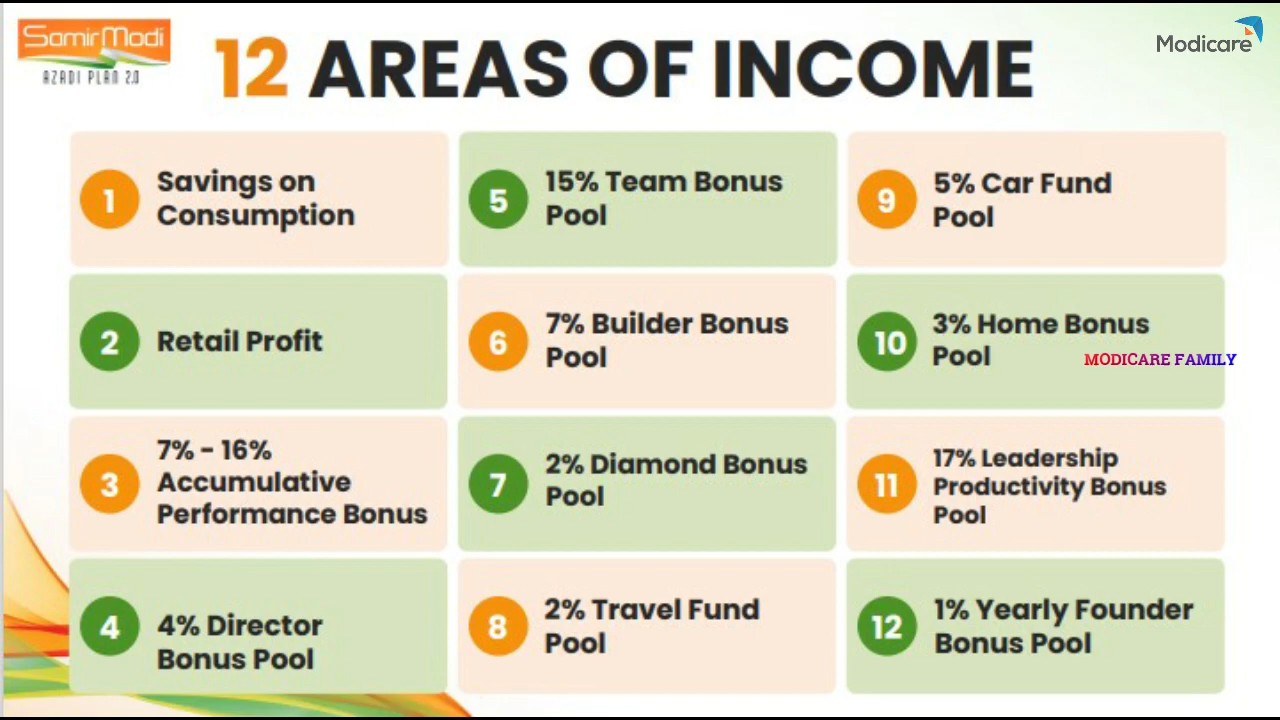 SamirModi
AZADI PLAN 2.0
12 AREAS OF INCOME
Modicare
1
Savings on
Consumption
2
Retail Profit
3
7% - 16%
Accumulative
Performance Bonus
4
4% Director
Bonus Pool
5
15% Team Bonus
Pool
6
7% Builder Bonus
Pool
7
2% Diamond Bonus
Pool
8
2% Travel Fund
Pool
9
5% Car Fund
Pool
10
3% Home Bonus
Pool
MODICARE FAMILY
11
17% Leadership
Productivity Bonus
Pool
12
1% Yearly Founder
Bonus Pool